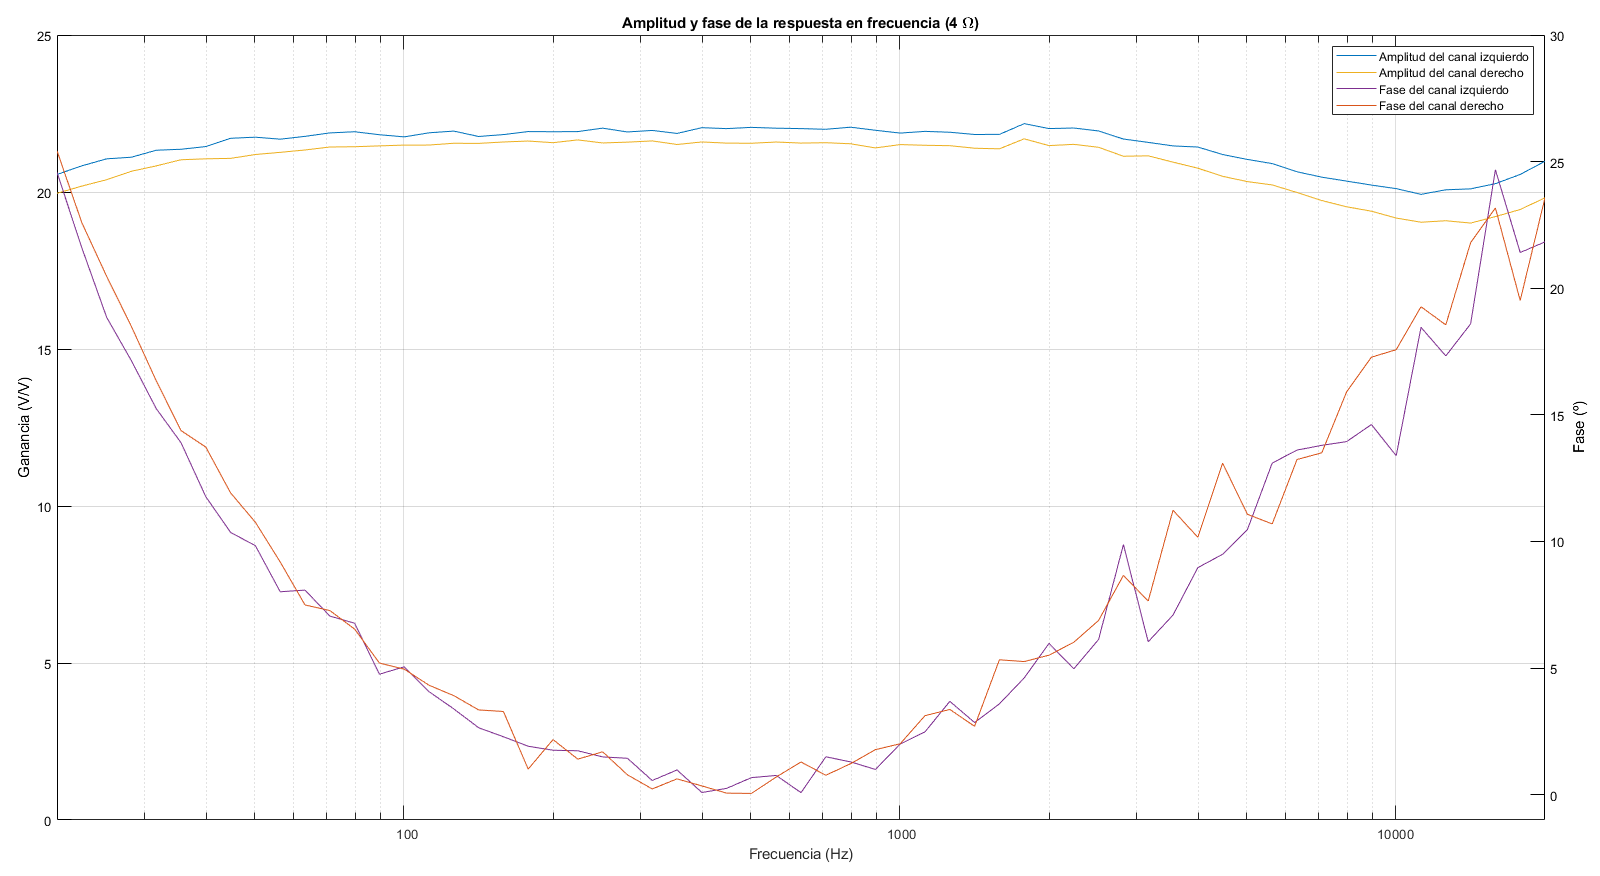 Amplitud y fase de la respuesta en frecuencia (4 Ω)
25
20
15
10
5
0
Ganancia (V/V)
Amplitud del canal izquierdo
Amplitud del canal derecho
Fase del canal izquierdo
Fase del canal derecho
30
25
20
15
10
5
0
Fase (º)
100
1000
10000
Frecuencia (Hz)